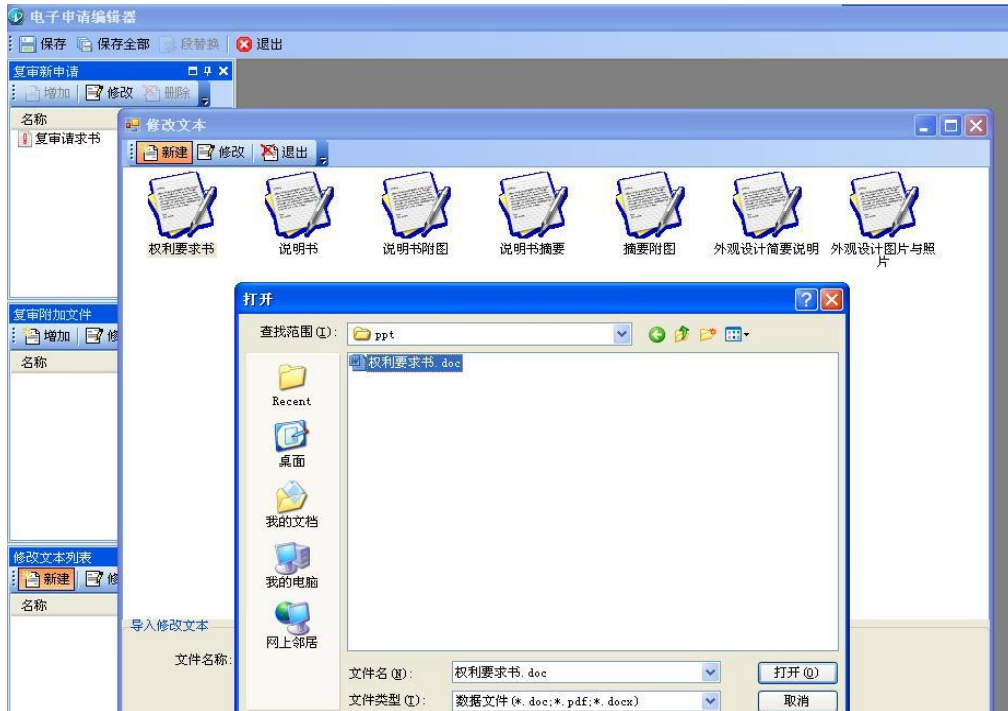 电子申请编辑器
保存 保存全部 段替换 退出
复审新申请
增加 修改 删除
名称
复审请求书
修改文本
新建 修改 退出
权利要求书 说明书 说明书附图 说明书摘要 摘要附图 外观设计简要说明 外观设计图片与照片
打开
查找范围(I): ppt
权利要求书.doc
Recent
桌面
我的文档
我的电脑
网上邻居
文件名(N): 权利要求书.doc 打开(O)
文件类型(T): 数据文件(*.doc;*.pdf;*.docx) 取消
复审附加文件
增加 修
名称
修改文本列表
新建 修
名称
导入修改文本
文件名称: